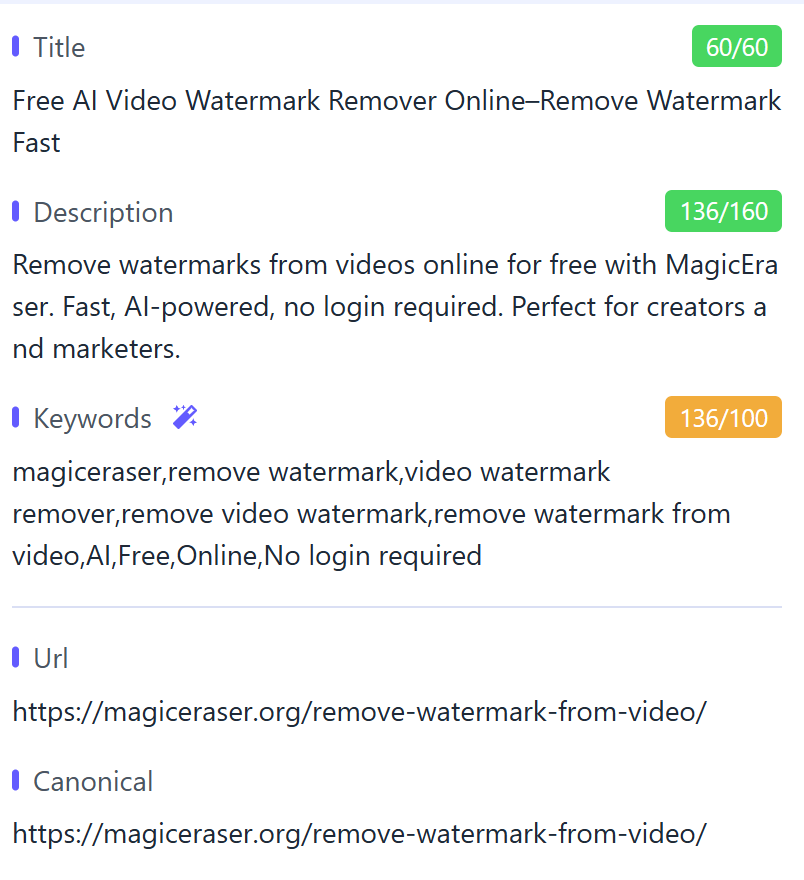 Title 60/60
Free AI Video Watermark Remover Online–Remove Watermark
Fast
Description 136/160
Remove watermarks from videos online for free with MagicEra
ser. Fast, AI-powered, no login required. Perfect for creators a
nd marketers.
Keywords 136/100
magiceraser,remove watermark,video watermark
remover,remove video watermark,remove watermark from
video,AI,Free,Online,No login required
Url
https://magiceraser.org/remove-watermark-from-video/
Canonical
https://magiceraser.org/remove-watermark-from-video/